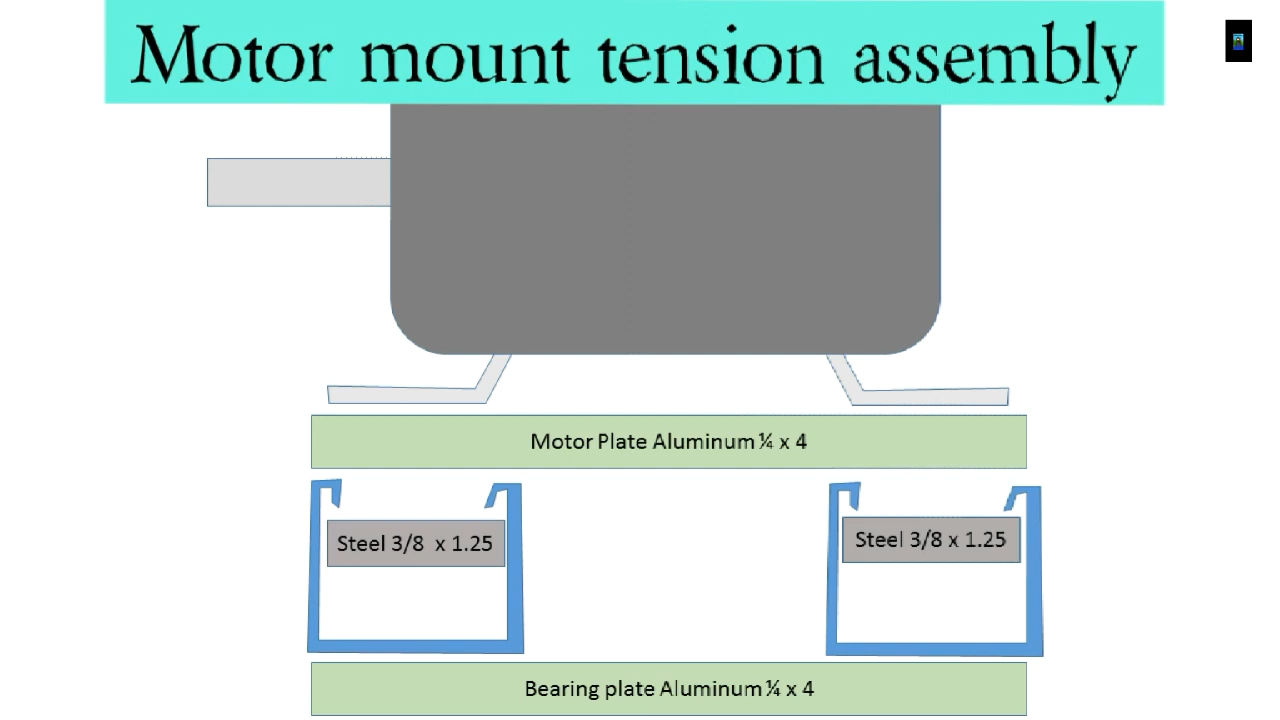 Motor mount tension assembly
Motor Plate Aluminum ¼ x 4
Steel 3/8 x 1.25
Steel 3/8 x 1.25
Bearing plate Aluminum ¼ x 4